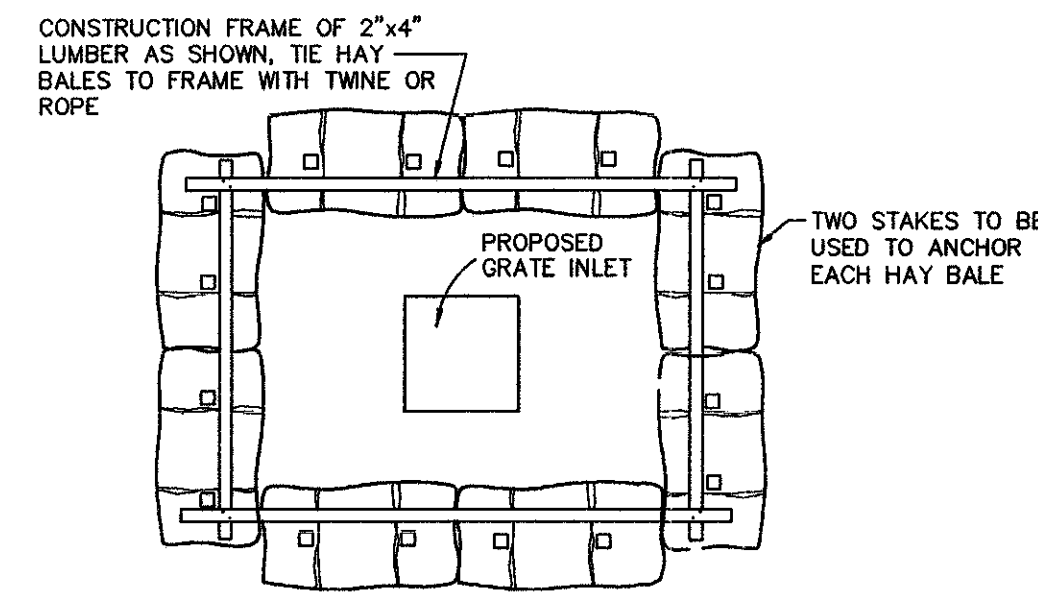 CONSTRUCTION FRAME OF 2"x4"
LUMBER AS SHOWN, TIE HAY
BALES TO FRAME WITH TWINE OR
ROPE
PROPOSED
GRATE INLET
TWO STAKES TO BE
USED TO ANCHOR
EACH HAY BALE